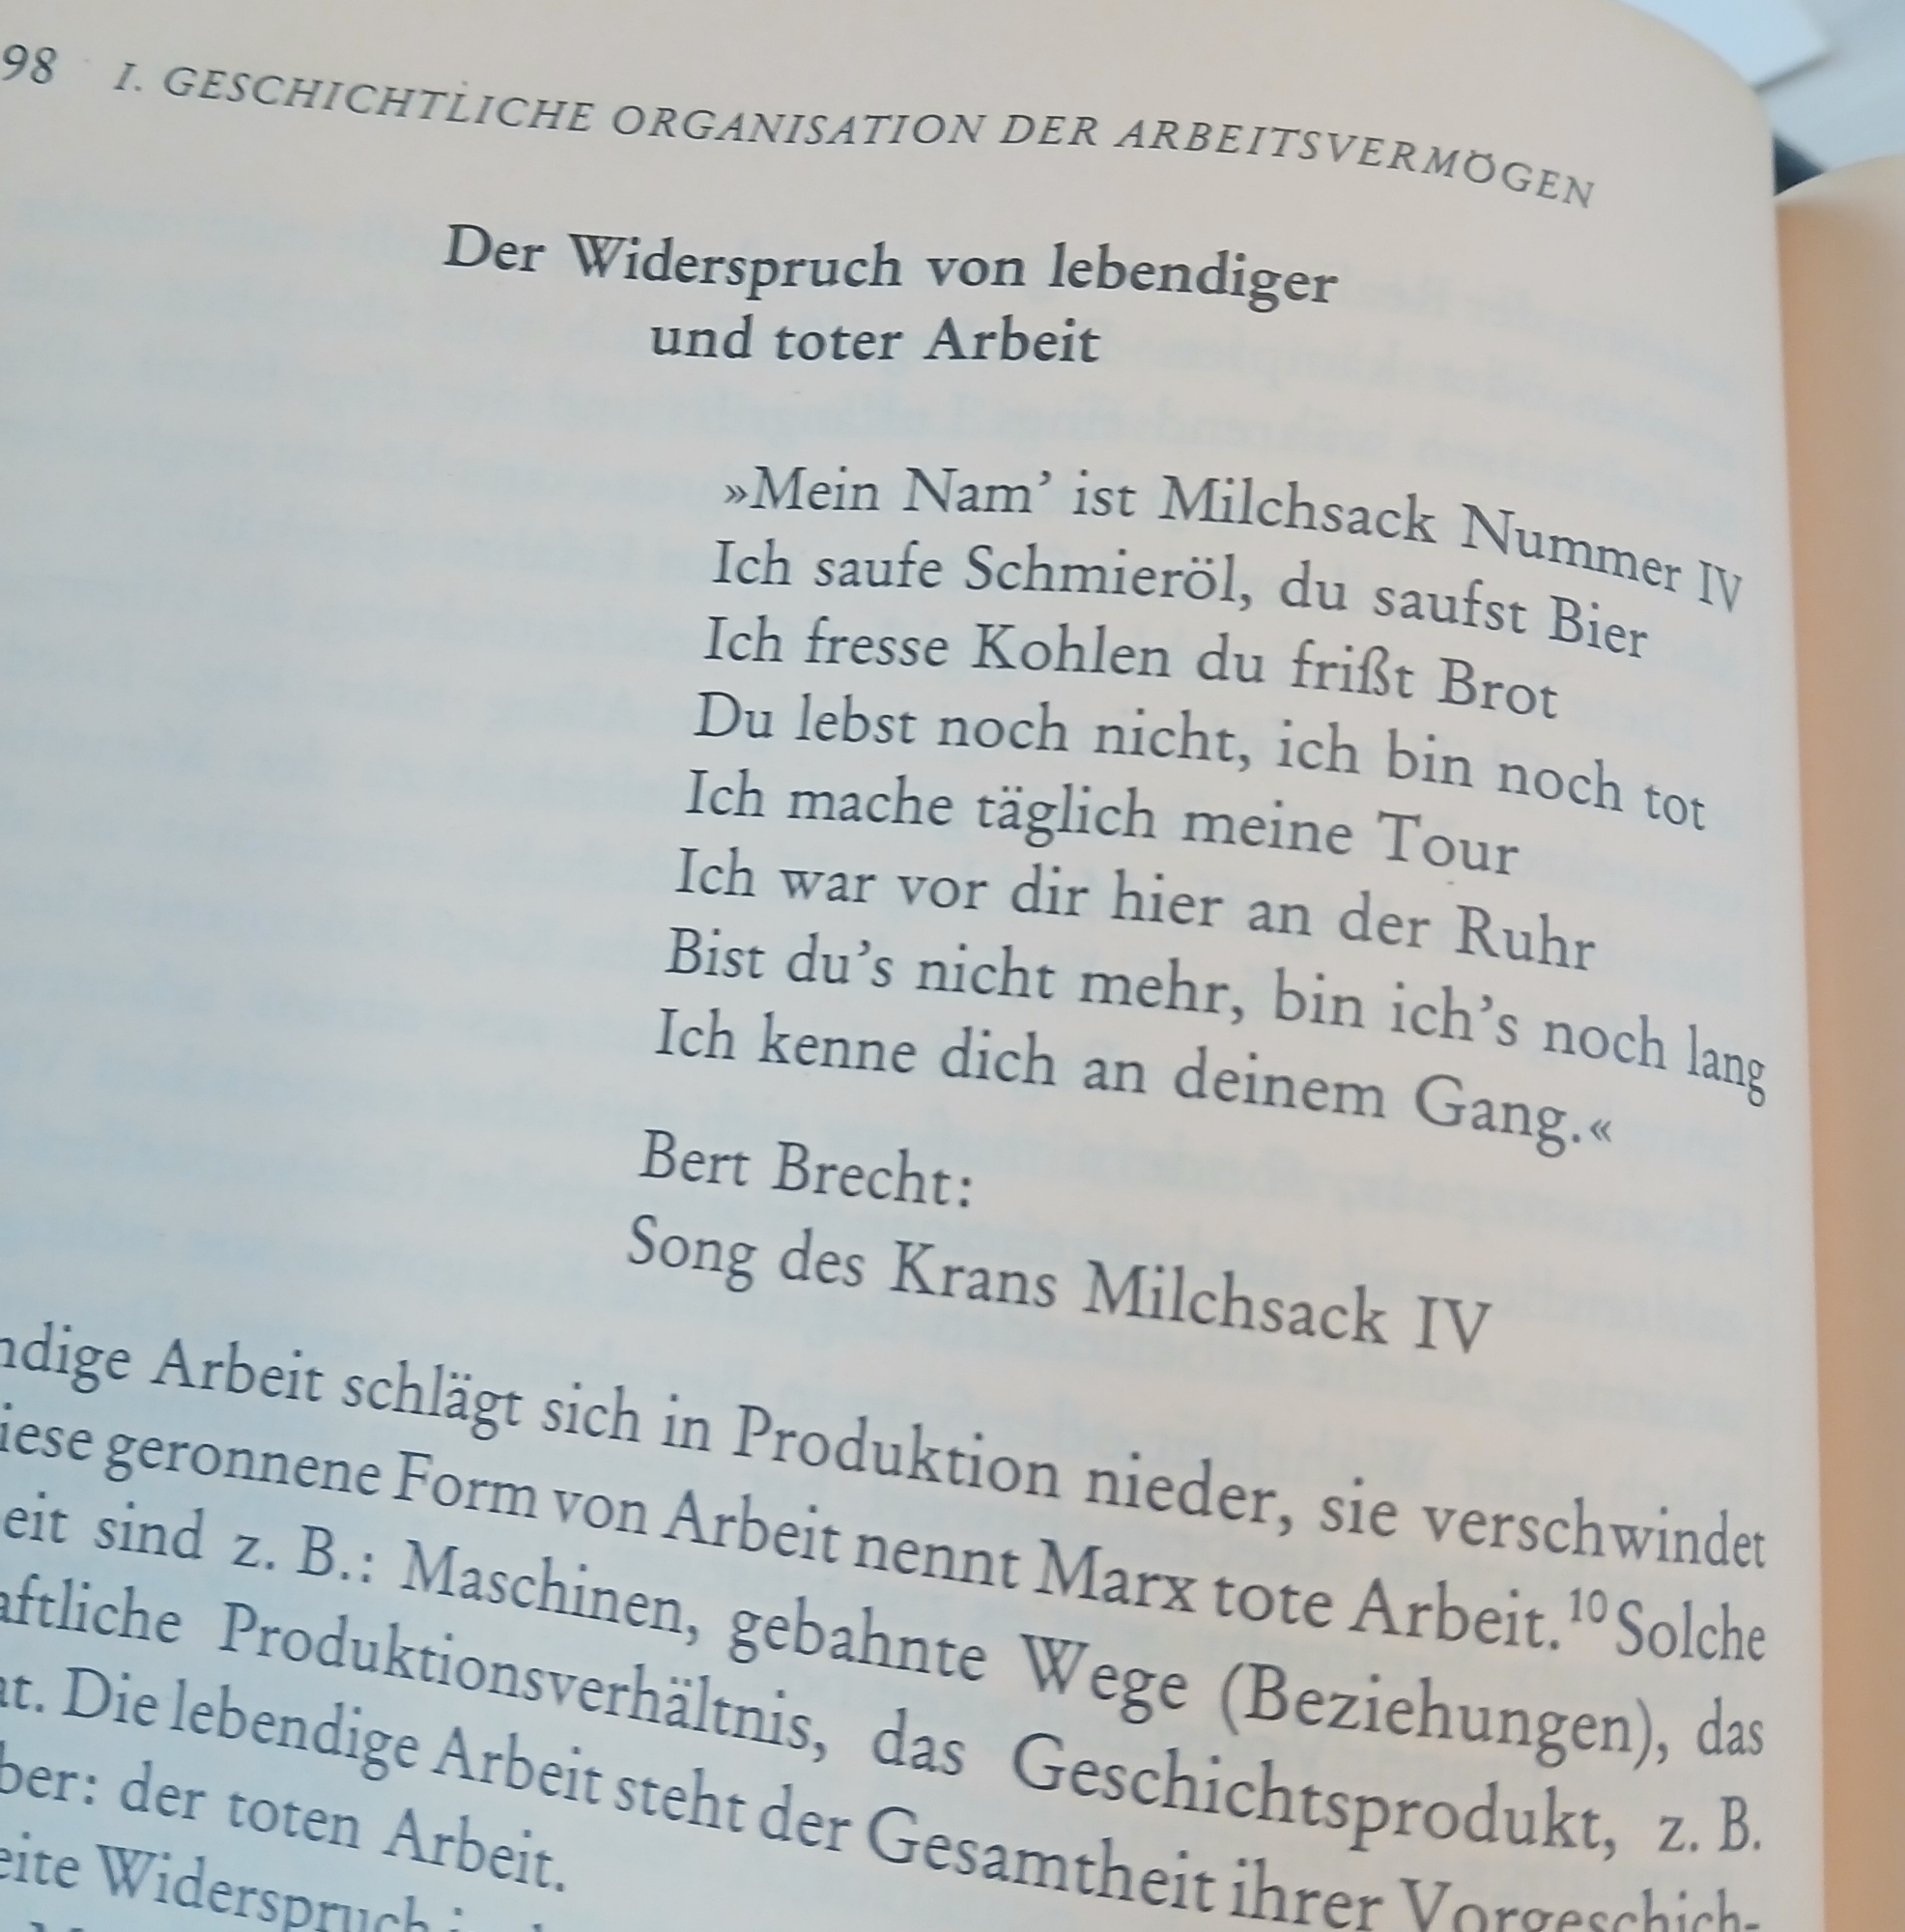 98 I. GESCHICHTLICHE ORGANISATION DER ARBEITSVERMÖGEN
Der Widerspruch von lebendiger
und toter Arbeit
»Mein Nam’ ist Milchsack Nummer IV
Ich saufe Schmieröl, du saufst Bier
Ich fresse Kohlen du frißt Brot
Du lebst noch nicht, ich bin noch tot
Ich mache täglich meine Tour
Ich war vor dir hier an der Ruhr
Bist du’s nicht mehr, bin ich’s noch lang
Ich kenne dich an deinem Gang.«
Bert Brecht:
Song des Krans Milchsack IV
ndige Arbeit schlägt sich in Produktion nieder, sie verschwindet
iese geronnene Form von Arbeit nennt Marx tote Arbeit.¹⁰ Solche
eit sind z. B.: Maschinen, gebahnte Wege (Beziehungen), das
aftliche Produktionsverhältnis, das Geschichtsprodukt, z. B.
at. Die lebendige Arbeit steht der Gesamtheit ihrer Vorgeschich-
ber: der toten Arbeit.
eite Widerspruch